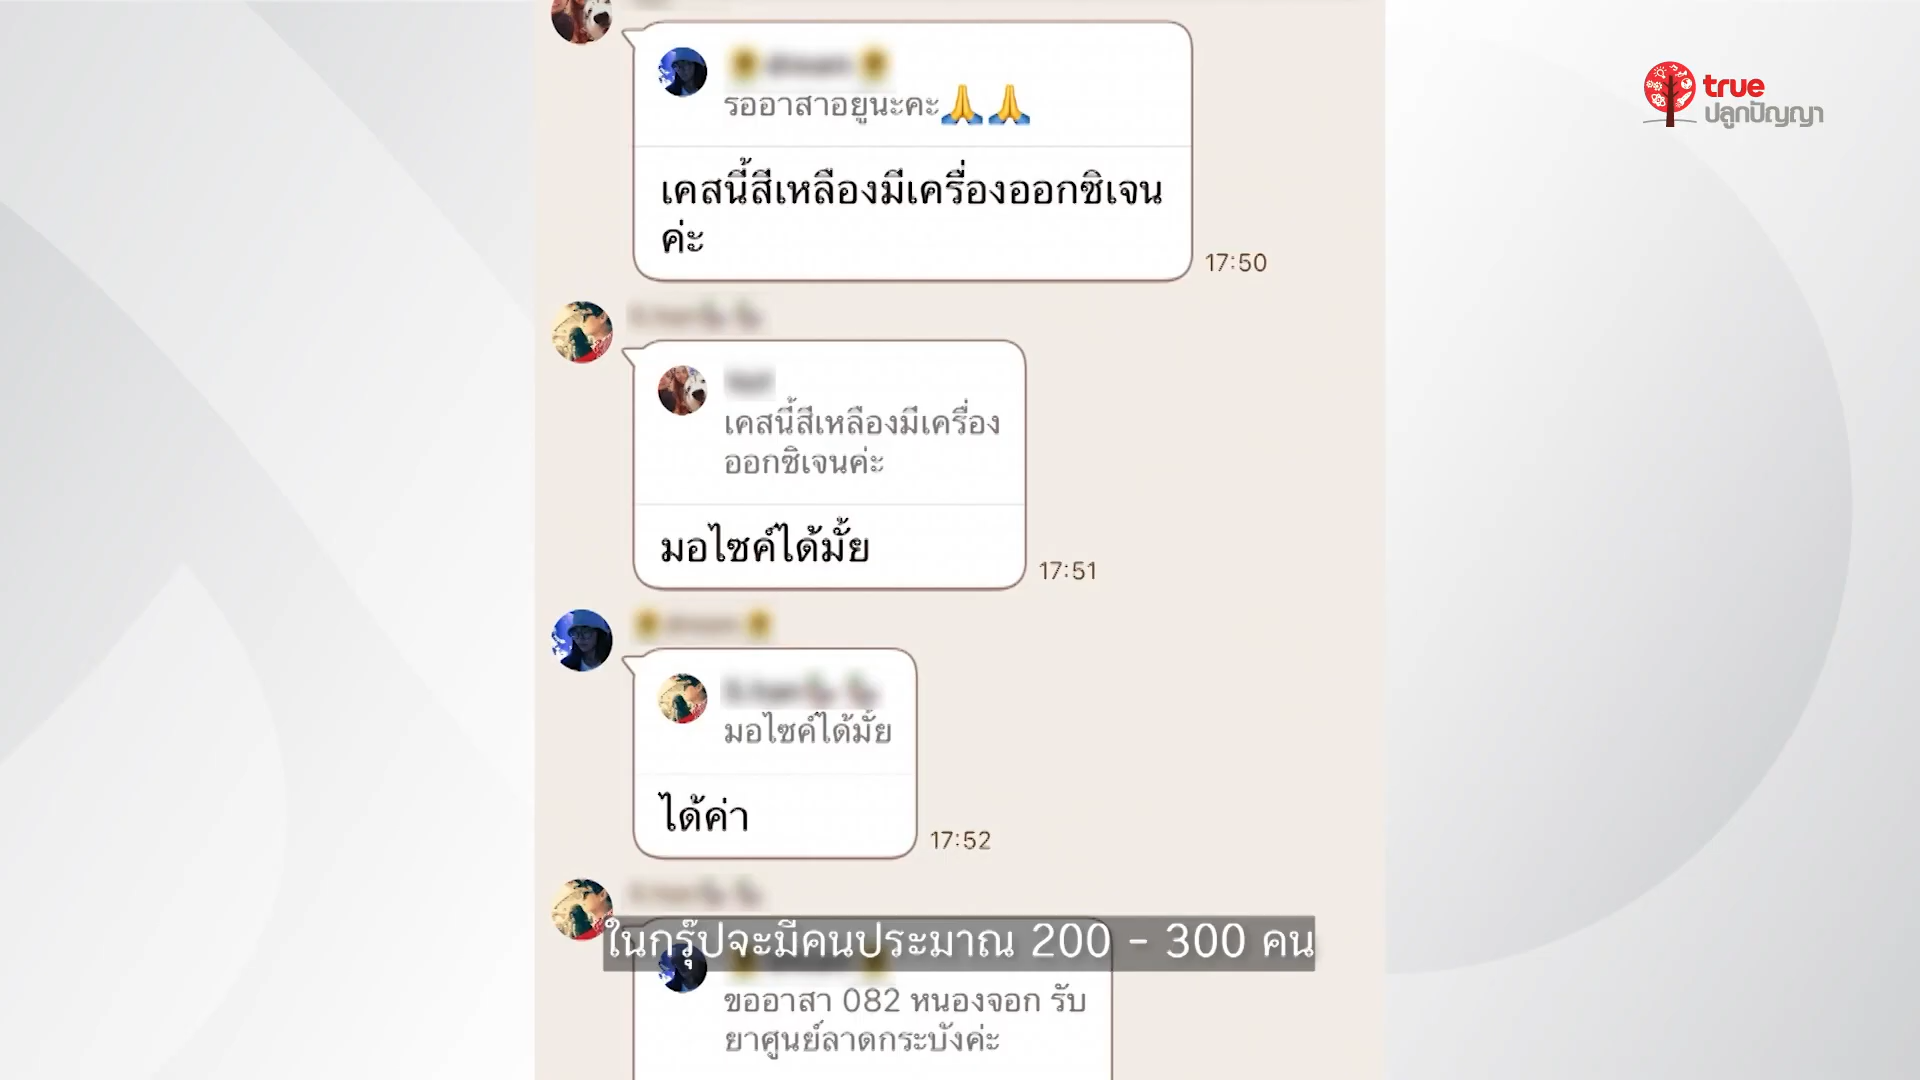 true
ปลูกปัญญา
รออาสาอยู่นะคะ🙏🙏
เคสนี้สีเหลืองมีเครื่องออกซิเจน
ค่ะ
17:50
เคสนี้สีเหลืองมีเครื่อง
ออกซิเจนค่ะ
มอไซค์ได้มั้ย
17:51
มอไซค์ได้มั้ย
ได้ค่า
17:52
ในกรุ๊ปจะมีคนประมาณ 200 - 300 คน
ขออาสา 082 หนองจอก รับ
ยาศูนย์ลาดกระบังค่ะ